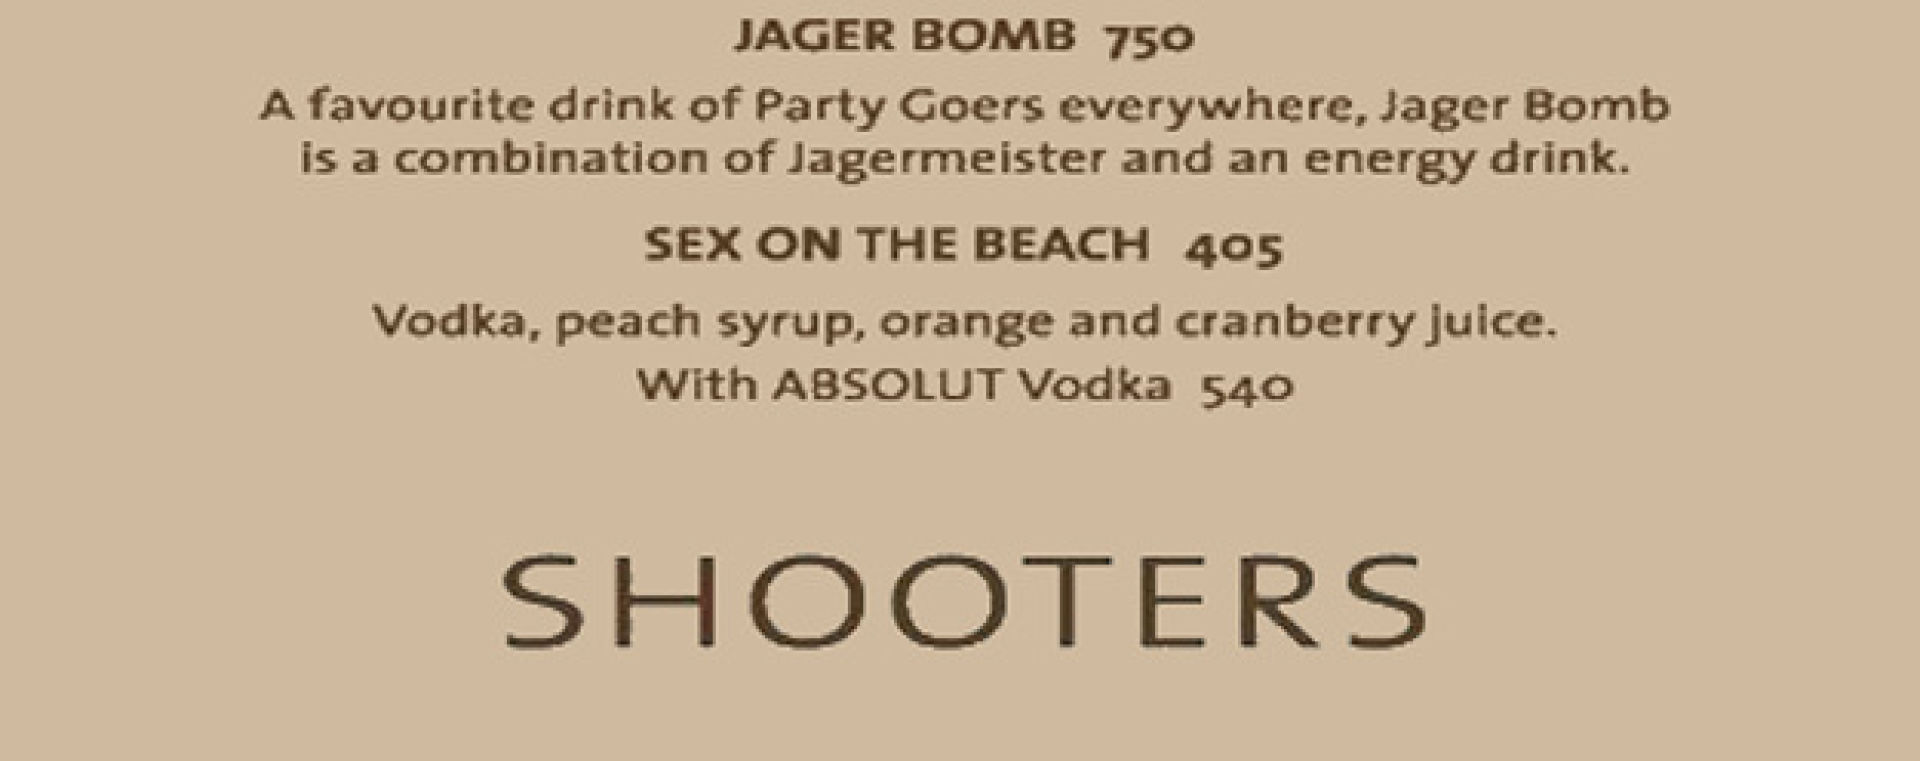 JAGER BOMB 750
A favourite drink of Party Goers everywhere, Jager Bomb
is a combination of Jagermeister and an energy drink.
SEX ON THE BEACH 405
Vodka, peach syrup, orange and cranberry juice.
With ABSOLUT Vodka 540
SHOOTERS